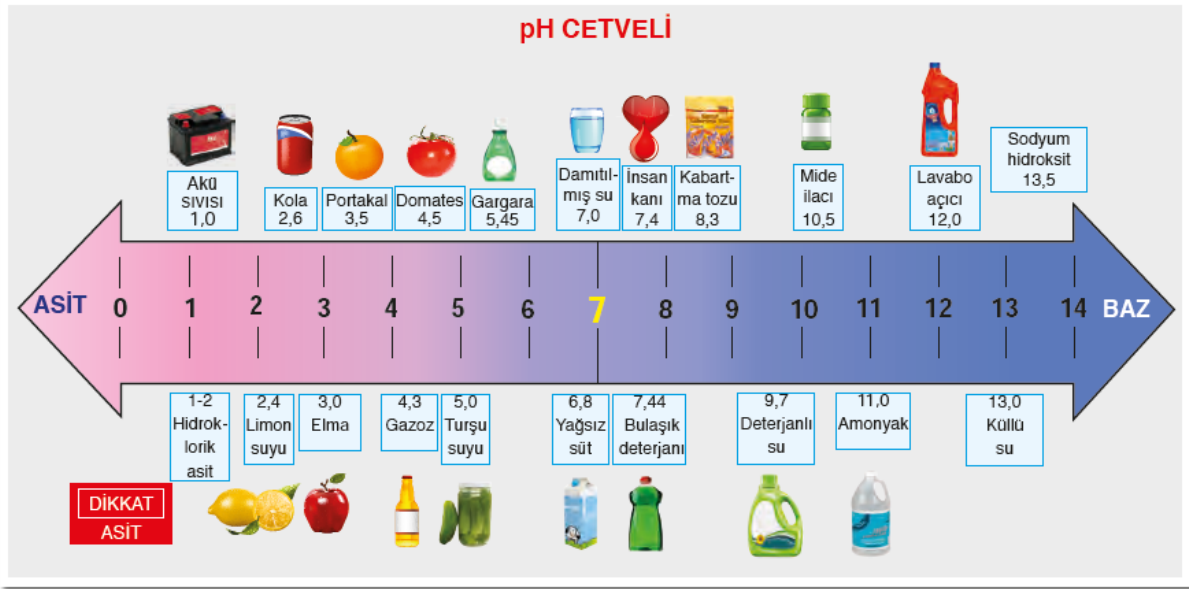 pH CETVELİ
Akü
sıvısı
1,0
Kola
2,6
Portakal
3,5
Domates
4,5
Gargara
5,45
Damıtıl-
mış su
7,0
İnsan
kanı
7,4
Kabart-
ma tozu
8,3
Mide
ilacı
10,5
Lavabo
açıcı
12,0
Sodyum
hidroksit
13,5
ASİT 0 1 2 3 4 5 6 7 8 9 10 11 12 13 14 BAZ
1-2
Hidrok-
lorik
asit
2,4
Limon
suyu
3,0
Elma
4,3
Gazoz
5,0
Turşu
suyu
6,8
Yağsız
süt
7,44
Bulaşık
deterjanı
9,7
Deterjanlı
su
11,0
Amonyak
13,0
Küllü
su
DİKKAT
ASİT